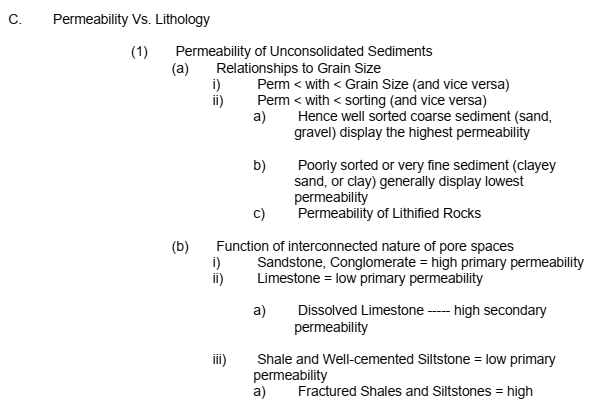 C. Permeability Vs. Lithology
(1) Permeability of Unconsolidated Sediments
(a) Relationships to Grain Size
i) Perm < with < Grain Size (and vice versa)
ii) Perm < with < sorting (and vice versa)
a) Hence well sorted coarse sediment (sand,
gravel) display the highest permeability
b) Poorly sorted or very fine sediment (clayey
sand, or clay) generally display lowest
permeability
c) Permeability of Lithified Rocks
(b) Function of interconnected nature of pore spaces
i) Sandstone, Conglomerate = high primary permeability
ii) Limestone = low primary permeability
a) Dissolved Limestone ----- high secondary
permeability
iii) Shale and Well-cemented Siltstone = low primary
permeability
a) Fractured Shales and Siltstones = high